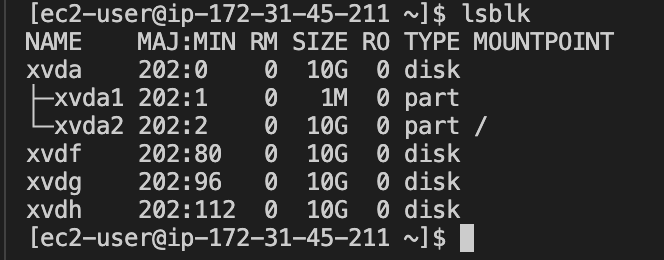 [ec2-user@ip-172-31-45-211 ~]$ lsblk
NAME    MAJ:MIN RM SIZE RO TYPE MOUNTPOINT
xvda    202:0    0  10G  0 disk
├─xvda1 202:1    0   1M  0 part
└─xvda2 202:2    0  10G  0 part /
xvdf    202:80   0  10G  0 disk
xvdg    202:96   0  10G  0 disk
xvdh    202:112  0  10G  0 disk
[ec2-user@ip-172-31-45-211 ~]$